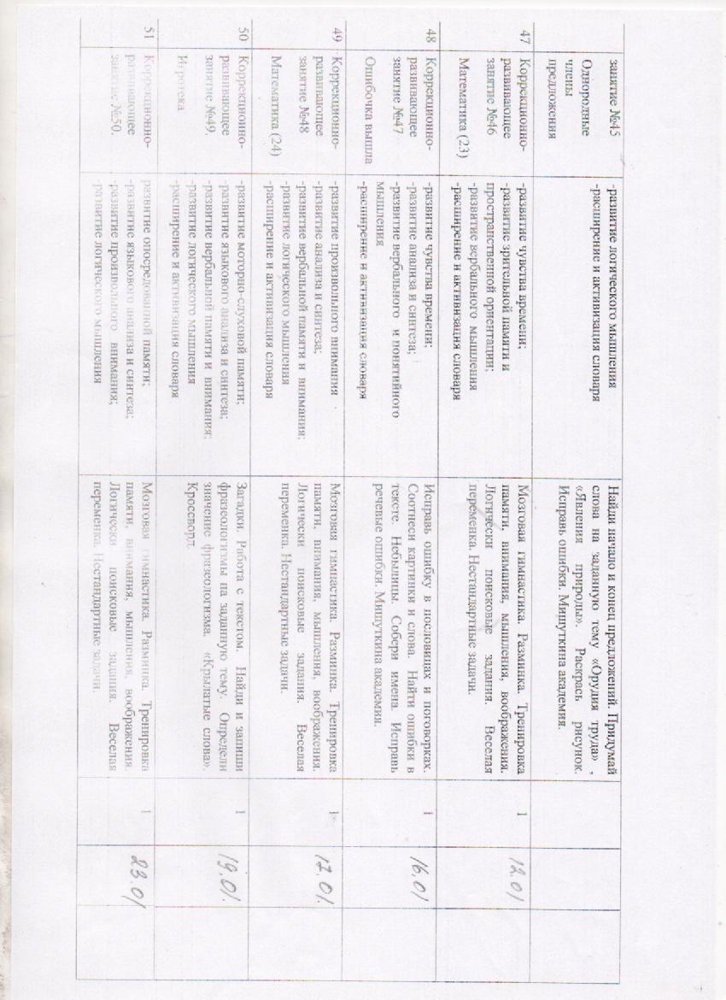 занятие №45
Однородные
члены
предложения
-развитие логического мышления
-расширение и активизация словаря
Найди начало и конец предложений. Придумай
слова на заданную тему «Орудия труда» ,
«Явления природы». Раскрась рисунок.
Исправь ошибки. Мишуткина академия.
47
Коррекционно-
развивающее
занятие №46
Математика (23)
-развитие чувства времени;
-развитие зрительной памяти и
пространственной ориентации;
-развитие вербального мышления
-расширение и активизация словаря
Мозговая гимнастика. Разминка. Тренировка
памяти, внимания, мышления, воображения.
Логически поисковые задания. Веселая
переменка. Нестандартные задачи.
1
12.01
48
Коррекционно-
развивающее
занятие №47
Ошибочка вышла
-развитие чувства времени;
-развитие анализа и синтеза;
-развитие вербального и понятийного
мышления
-расширение и активизация словаря
Исправь ошибку в пословицах и поговорках.
Соотнеси картинки и слова. Найти ошибки в
тексте. Небылицы. Собери имена. Исправь
речевые ошибки. Мишуткина академия.
1
16.01
49
Коррекционно-
развивающее
занятие №48
Математика (24)
-развитие произвольного внимания
-развитие анализа и синтеза;
-развитие вербальной памяти и внимания;
-развитие логического мышления
-расширение и активизация словаря
Мозговая гимнастика. Разминка. Тренировка
памяти, внимания, мышления, воображения.
Логически поисковые задания. Веселая
переменка. Нестандартные задачи.
1
17.01.
50
Коррекционно-
развивающее
занятие №49.
Игротека
-развитие моторно-слуховой памяти;
-развитие языкового анализа и синтеза;
-развитие вербальной памяти и внимания;
-развитие логического мышления
-расширение и активизация словаря
Загадки. Работа с текстом. Найди и запиши
фразеологизмы на заданную тему. Определи
значение фразеологизма. «Крылатые слова».
Кроссворд.
1
19.01.
51
Коррекционно-
развивающее
занятие №50.
развитие опосредованной памяти;
-развитие языкового анализа и синтеза;
-развитие произвольного внимания;
-развитие логического мышления
Мозговая гимнастика. Разминка. Тренировка
памяти, внимания, мышления, воображения.
Логически поисковые задания. Веселая
переменка. Нестандартные задачи.
1
23.01